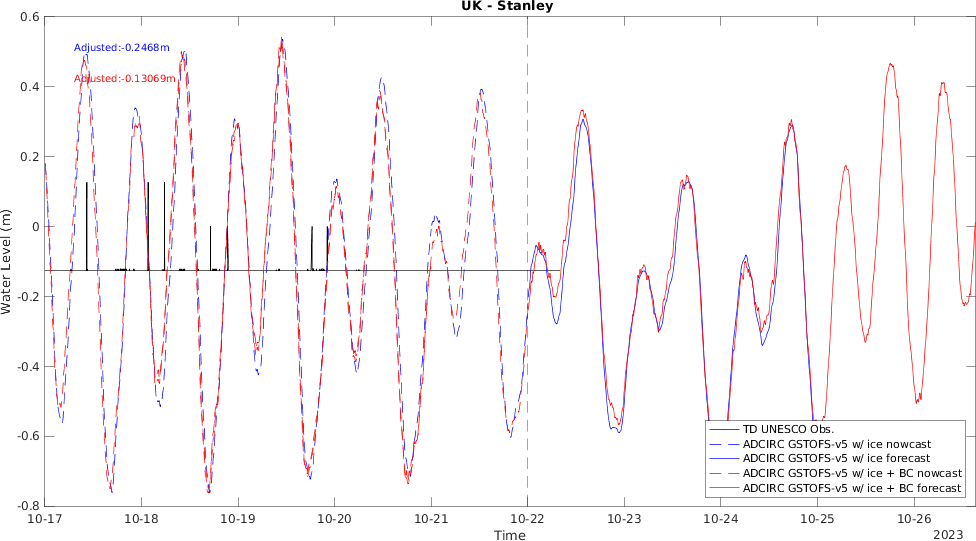 UK - Stanley
Adjusted:-0.2468m
Adjusted:-0.13069m
Water Level (m)
0.6
0.4
0.2
0
-0.2
-0.4
-0.6
-0.8
TD UNESCO Obs.
ADCIRC GSTOFS-v5 w/ ice nowcast
ADCIRC GSTOFS-v5 w/ ice forecast
ADCIRC GSTOFS-v5 w/ ice + BC nowcast
ADCIRC GSTOFS-v5 w/ ice + BC forecast
10-17 10-18 10-19 10-20 10-21 10-22 10-23 10-24 10-25 10-26
Time
2023